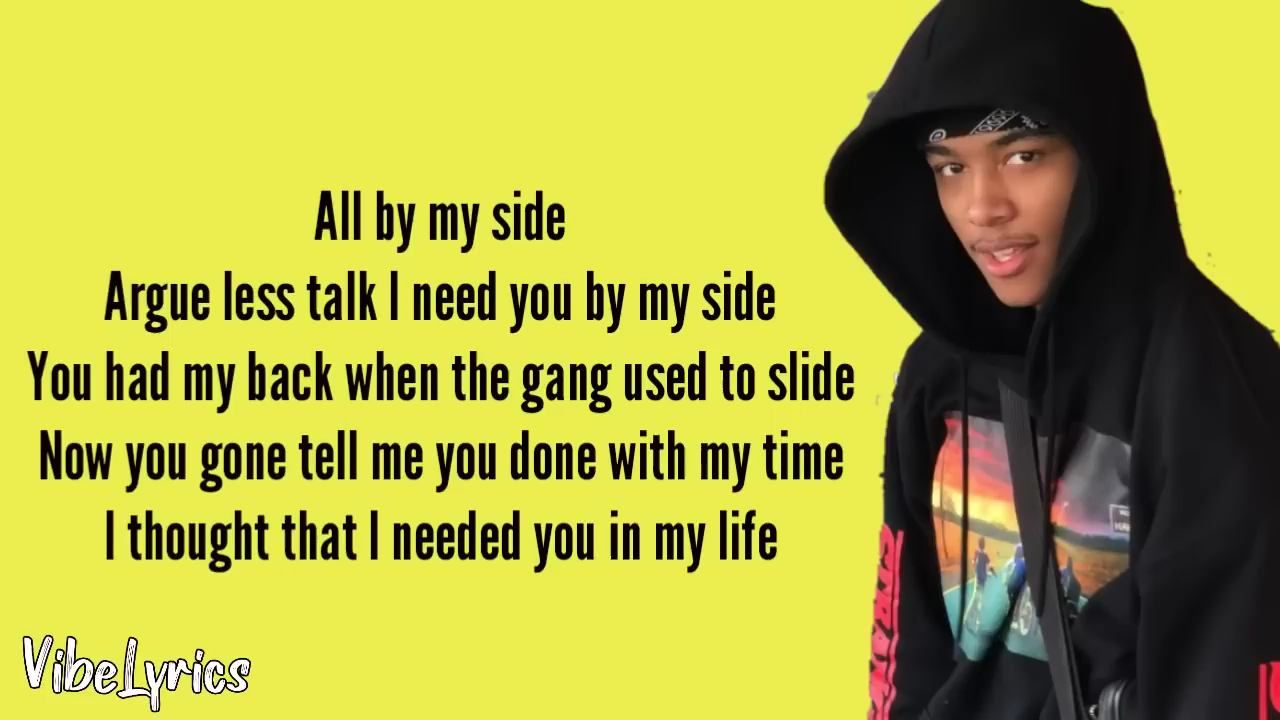 All by my side
Argue less talk I need you by my side
You had my back when the gang used to slide
Now you gone tell me you done with my time
I thought that I needed you in my life
VibeLyrics